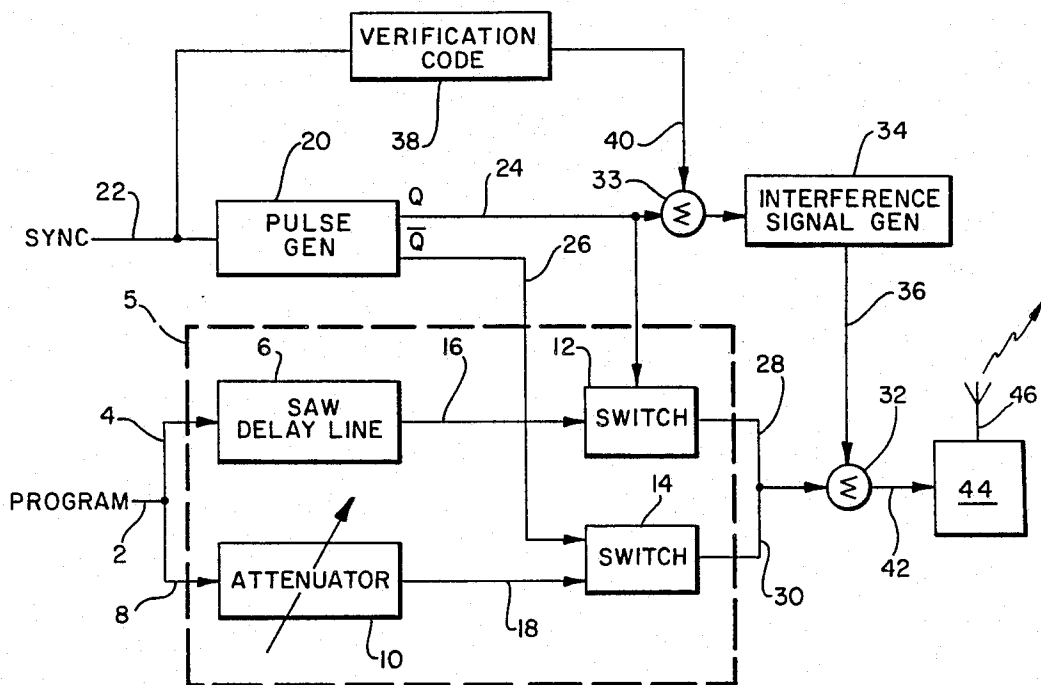 VERIFICATION
CODE
38
40
20
22
24
Q
Q̅
33
Σ
34
INTERFERENCE
SIGNAL GEN
SYNC
PULSE
GEN
26
36
5
6
16
12
28
4
SAW
DELAY LINE
SWITCH
32
46
PROGRAM
2
Σ
44
14
42
8
ATTENUATOR
SWITCH
30
10
18